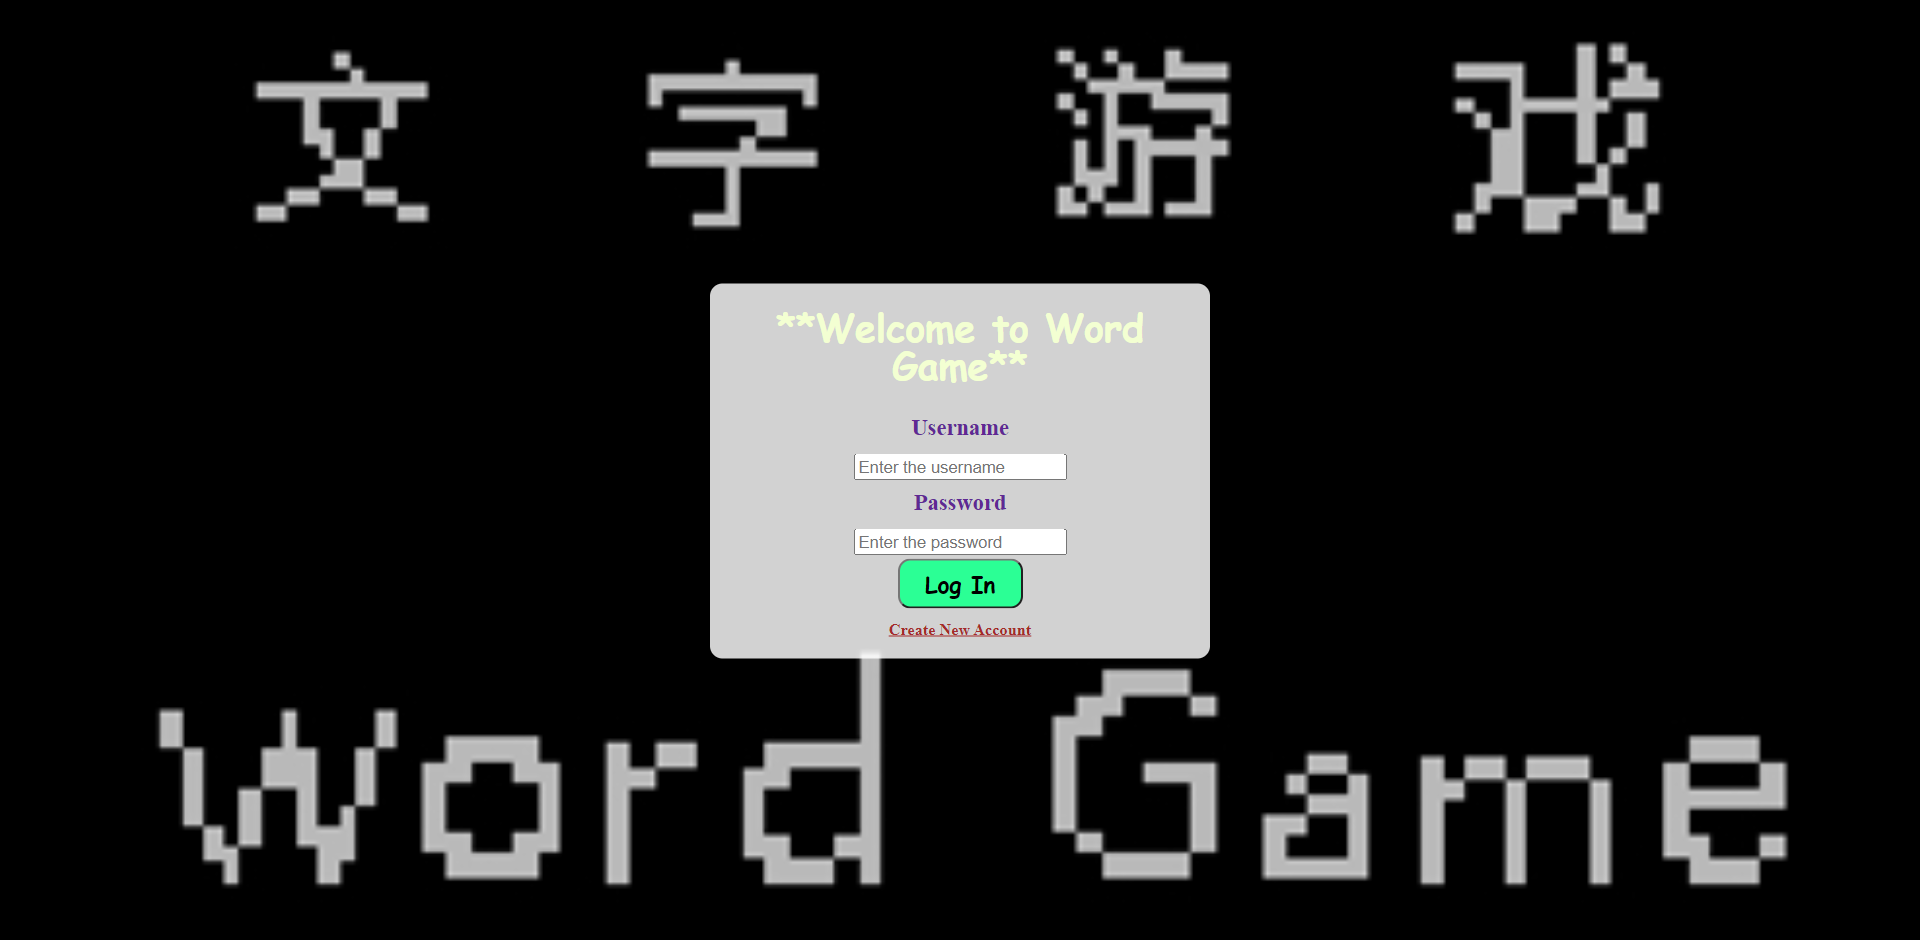 文字游戏
**Welcome to Word
Game**
Username
Enter the username
Password
Enter the password
Log In
Create New Account
Word Game